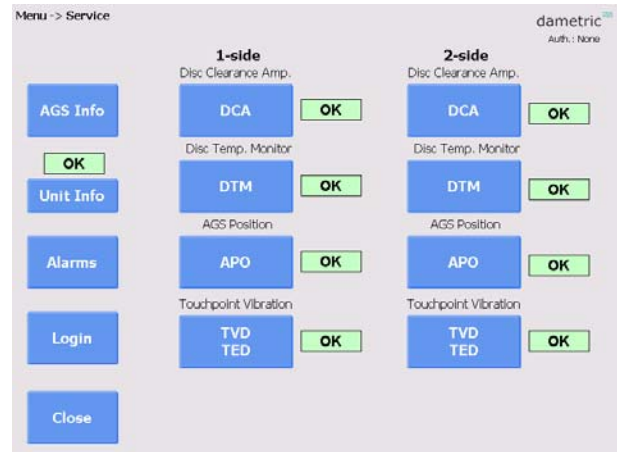 Menu -> Service
dametric
Auth.: None
1-side
2-side
Disc Clearance Amp.
Disc Clearance Amp.
AGS Info
DCA
OK
DCA
OK
Disc Temp. Monitor
Disc Temp. Monitor
OK
Unit Info
DTM
OK
DTM
OK
AGS Position
AGS Position
Alarms
APO
OK
APO
OK
Touchpoint Vibration
Touchpoint Vibration
Login
TVD
TED
OK
TVD
TED
OK
Close